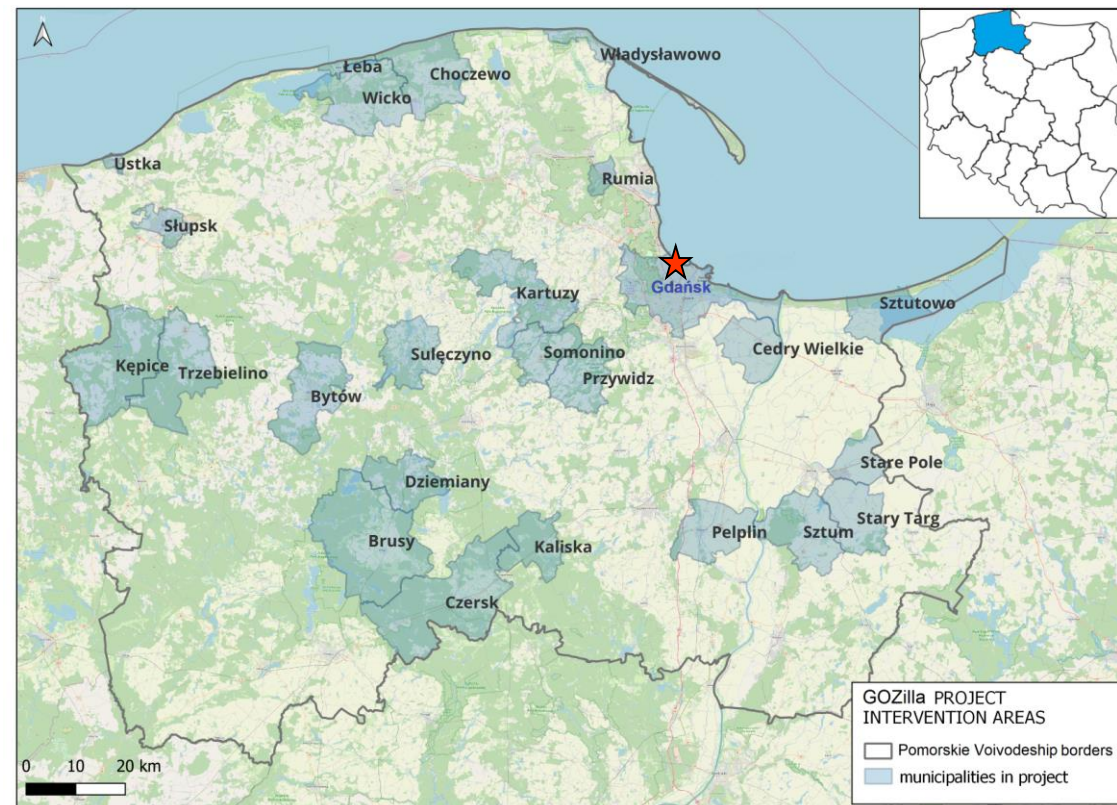 N
Władysławowo
Łeba
Choczewo
Wicko
Ustka
Rumia
Słupsk
Gdańsk
Kartuzy
Sztutowo
Sulęczyno
Somonino
Cedry Wielkie
Kępice
Trzebielino
Przywidz
Bytów
Stare Pole
Dziemiany
Stary Targ
Pelplin
Sztum
Brusy
Kaliska
Czersk
GOZilla PROJECT
INTERVENTION AREAS
Pomorskie Voivodeship borders
municipalities in project
0 10 20 km